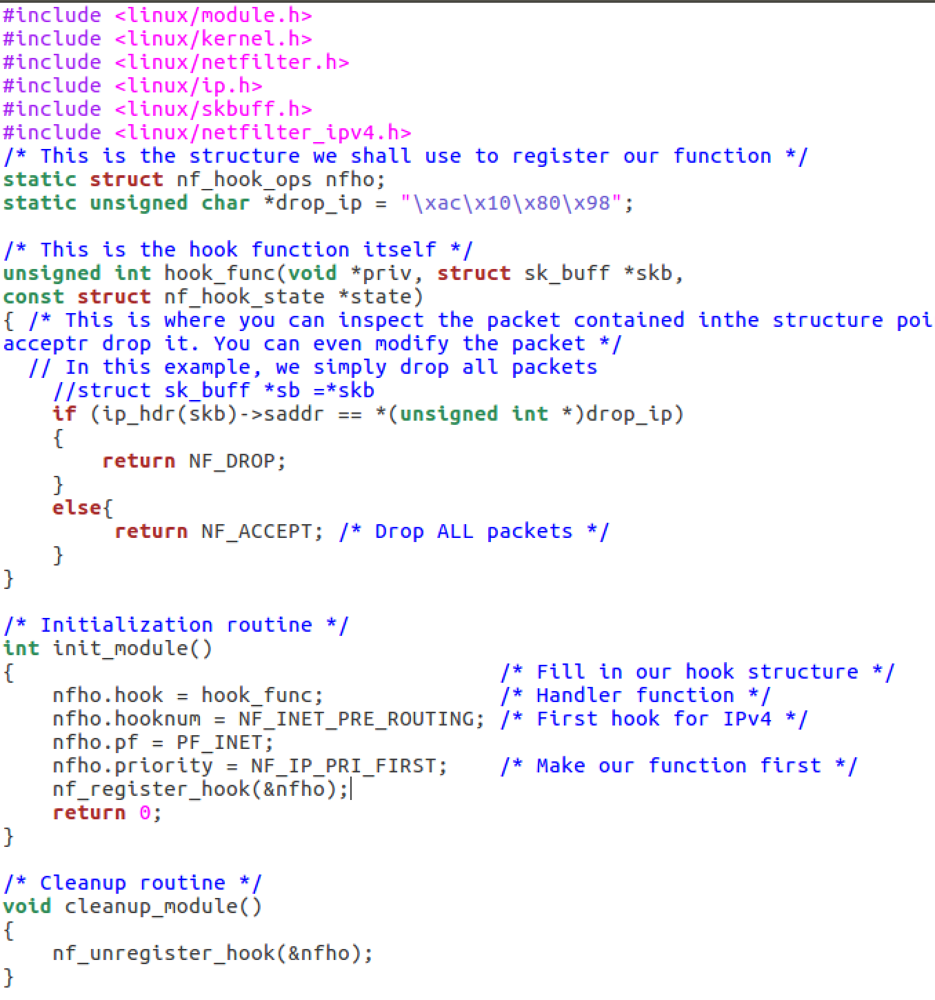 #include <linux/module.h>
#include <linux/kernel.h>
#include <linux/netfilter.h>
#include <linux/ip.h>
#include <linux/skbuff.h>
#include <linux/netfilter_ipv4.h>
/* This is the structure we shall use to register our function */
static struct nf_hook_ops nfho;
static unsigned char *drop_ip = "\xac\x10\x80\x98";

/* This is the hook function itself */
unsigned int hook_func(void *priv, struct sk_buff *skb,
const struct nf_hook_state *state)
{ /* This is where you can inspect the packet contained inthe structure poi
acceptr drop it. You can even modify the packet */
  // In this example, we simply drop all packets
    //struct sk_buff *sb =*skb
    if (ip_hdr(skb)->saddr == *(unsigned int *)drop_ip)
    {
        return NF_DROP;
    }
    else{
         return NF_ACCEPT; /* Drop ALL packets */
    }
}

/* Initialization routine */
int init_module()
{                                       /* Fill in our hook structure */
    nfho.hook = hook_func;              /* Handler function */
    nfho.hooknum = NF_INET_PRE_ROUTING; /* First hook for IPv4 */
    nfho.pf = PF_INET;
    nfho.priority = NF_IP_PRI_FIRST;    /* Make our function first */
    nf_register_hook(&nfho);
    return 0;
}

/* Cleanup routine */
void cleanup_module()
{
    nf_unregister_hook(&nfho);
}